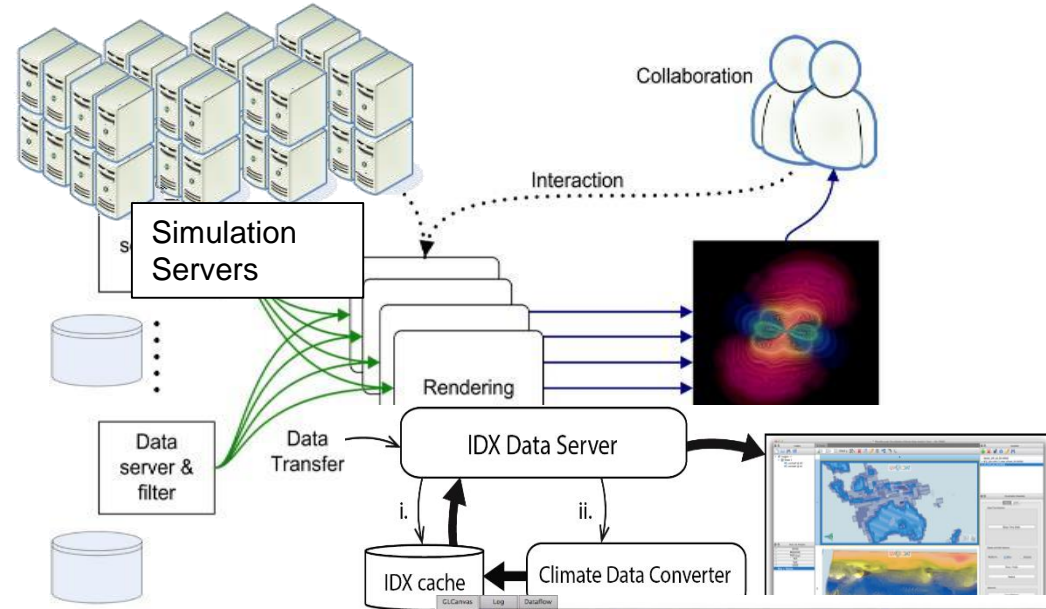 Collaboration
Interaction
Simulation
Servers
Rendering
Data
server &
filter
Data
Transfer
IDX Data Server
i.
ii.
IDX cache
Climate Data Converter
GLCanvas
Log
Dataflow